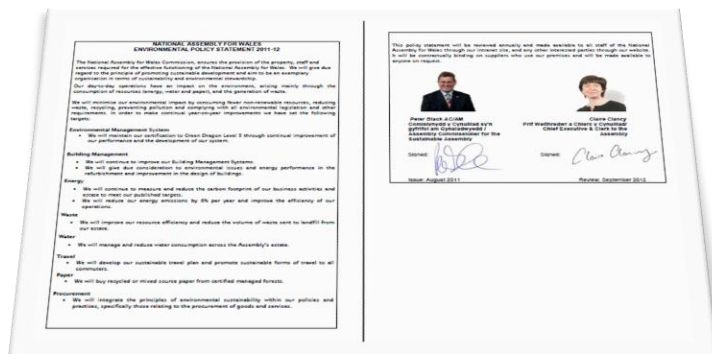 NATIONAL ASSEMBLY FOR WALES
ENVIRONMENTAL POLICY STATEMENT 2011-12
The National Assembly for Wales Commission, ensures the provision of the property, staff and
services required for the effective functioning of the National Assembly for Wales. We will give due
regard to the principle of promoting sustainable development and aim to be an exemplary
organisation in terms of sustainability and environmental stewardship.
Our day-to-day operations have an impact on the environment, arising mainly through the
consumption of resources (energy, water and paper), and the generation of waste.
We will minimise our environmental impact by consuming fewer non-renewable resources, reducing
waste, recycling, preventing pollution and complying with all environmental legislation and other
requirements. In order to make continual year-on-year improvements we have set the following
targets:
Environmental Management System
• We will maintain our certification to Green Dragon Level 5 through continual improvement of
our performance and the development of our system.
Building Management
• We will continue to improve our Building Management Systems.
• We will give due consideration to environmental issues and energy performance in the
refurbishment and improvement in the design of buildings.
Energy
• We will continue to measure and reduce the carbon footprint of our business activities and
estate to meet our published targets.
• We will reduce our energy emissions by 8% per year and improve the efficiency of our
operations.
Waste
• We will improve our resource efficiency and reduce the volume of waste sent to landfill from
our estate.
Water
• We will manage and reduce water consumption across the Assembly's estate.
Travel
• We will develop our sustainable travel plan and promote sustainable forms of travel to all
commuters.
Paper
• We will buy recycled or mixed source paper from certified managed forests.
Procurement
• We will integrate the principles of environmental sustainability within our policies and
practices, specifically those relating to the procurement of goods and services.
This policy statement will be reviewed annually and made available to all staff of the National
Assembly for Wales through our intranet site, and any other interested parties through our website.
It will be contractually binding on suppliers who use our premises and will be made available to
anyone on request.
Peter Black AC/AM
Comisiynydd y Cynulliad sy'n
gyfrifol am Gynaladwyedd /
Assembly Commissioner for the
Sustainable Assembly
Signed:
Issue: August 2011
Claire Clancy
Prif Weithredwr a Chlerc y Cynulliad/
Chief Executive & Clerk to the
Assembly
Signed:
Claire Clancy
Review: September 2012